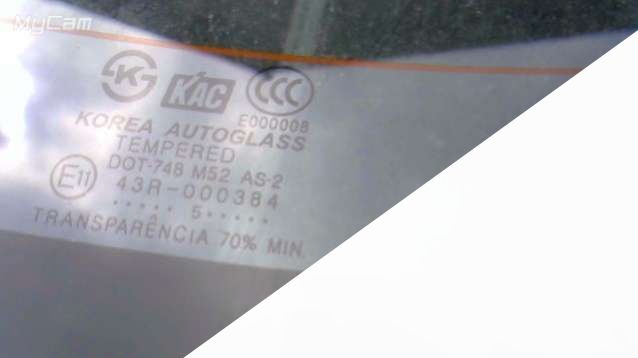 MyCam
KAC CCC
E000008
KOREA AUTOGLASS
TEMPERED
DOT-748 M52 AS-2
E11 43R-000384
..... 5.....
A
TRANSPARÊNCIA 70% MIN.